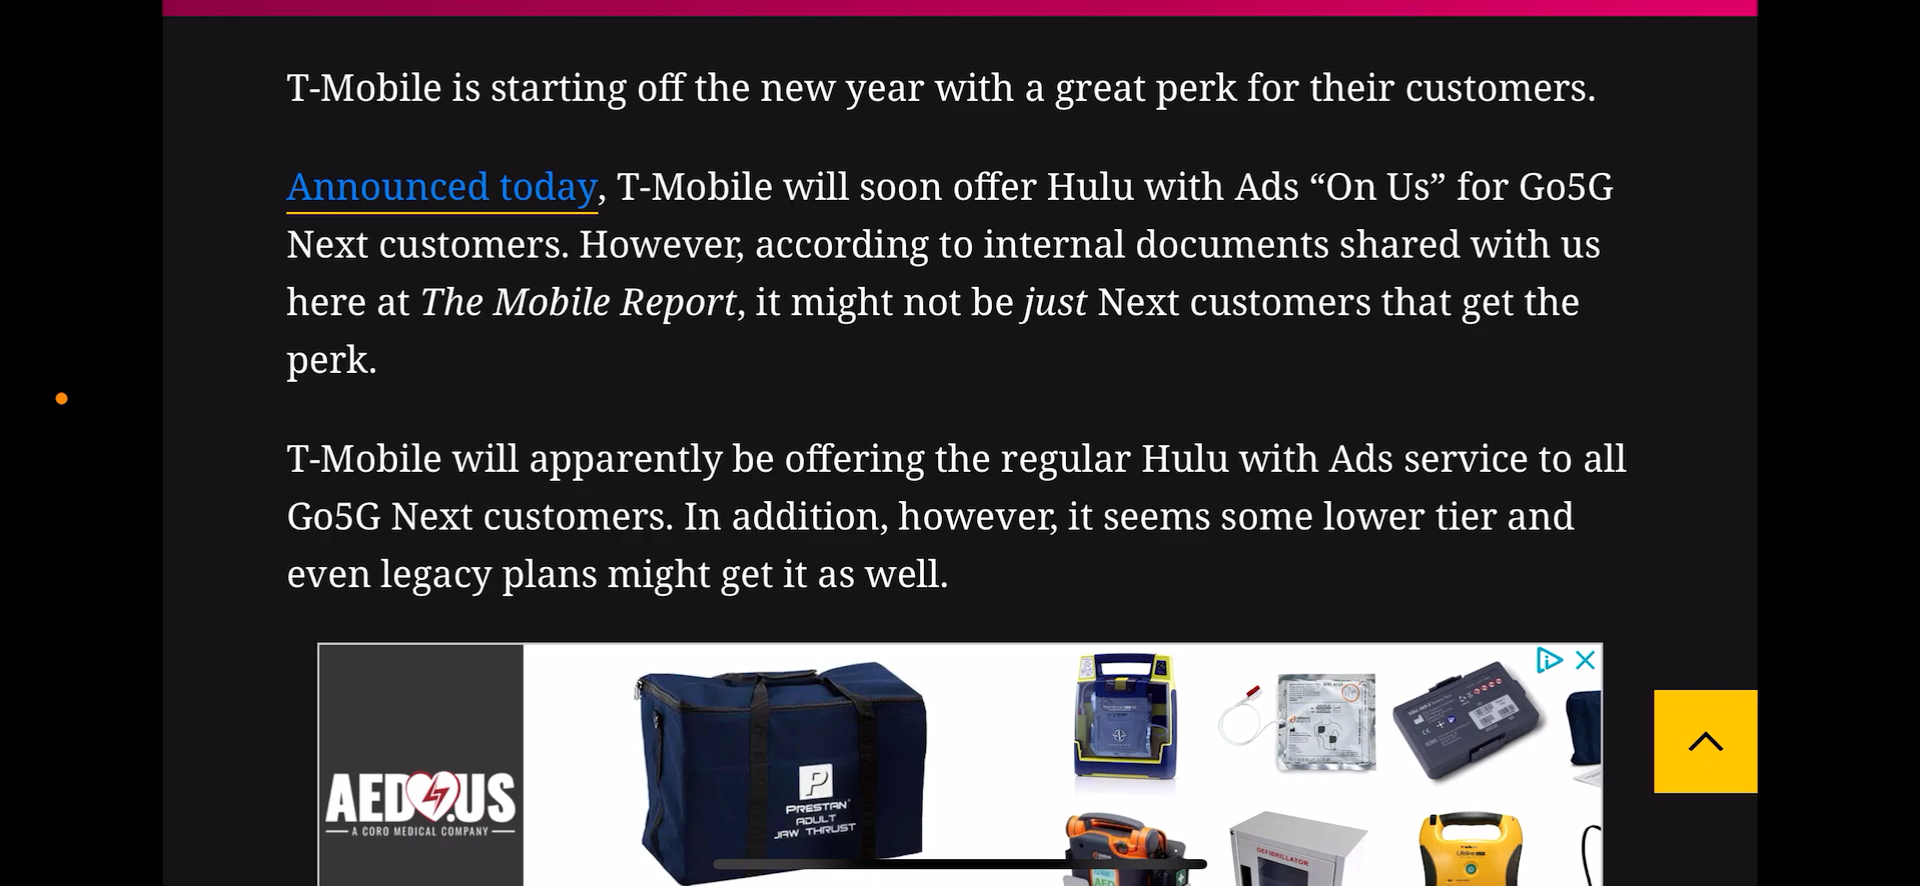 T-Mobile is starting off the new year with a great perk for their customers.
Announced today, T-Mobile will soon offer Hulu with Ads “On Us” for Go5G
Next customers. However, according to internal documents shared with us
here at The Mobile Report, it might not be just Next customers that get the
perk.
T-Mobile will apparently be offering the regular Hulu with Ads service to all
Go5G Next customers. In addition, however, it seems some lower tier and
even legacy plans might get it as well.
AED.US
A CORO MEDICAL COMPANY
P
PRESTAN
ADULT
JAW THRUST
DEFIBRILLATOR
AED
Lifeline